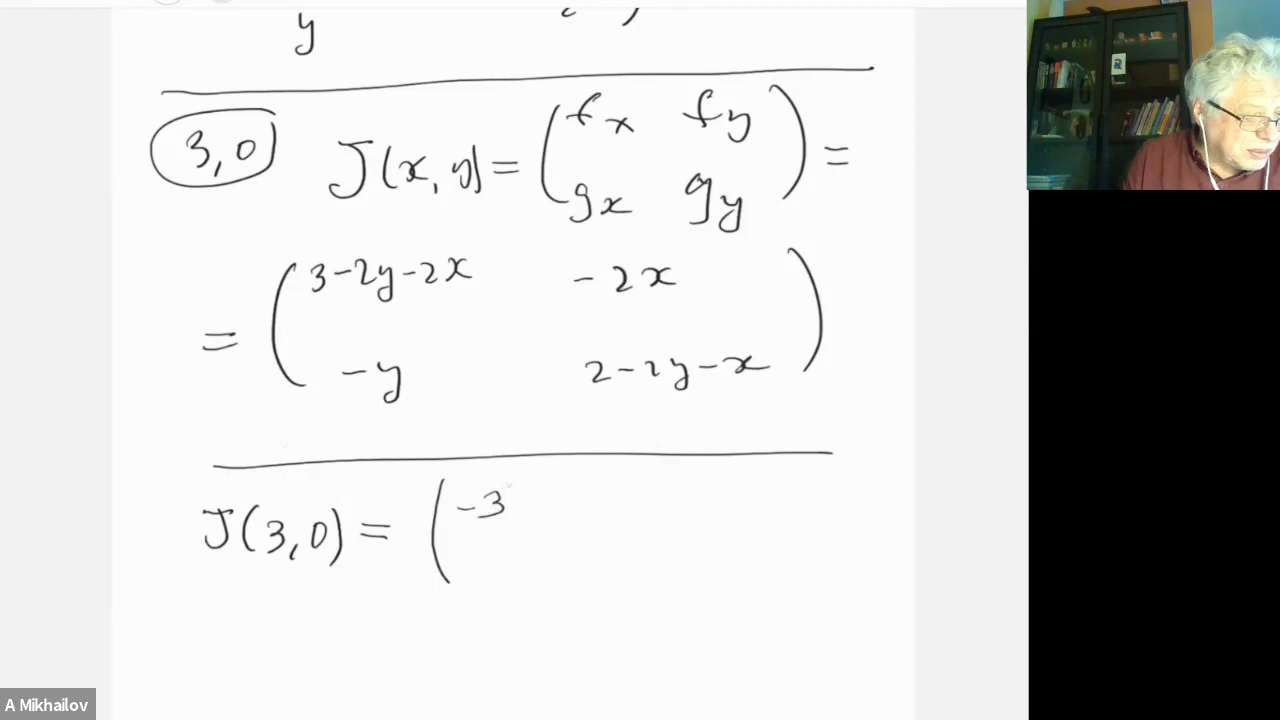 y
3,0 J(x, y) = ( fx fy
gx gy ) =
= ( 3-2y-2x -2x
-y 2-2y-x )
J(3,0) = ( -3
A Mikhailov